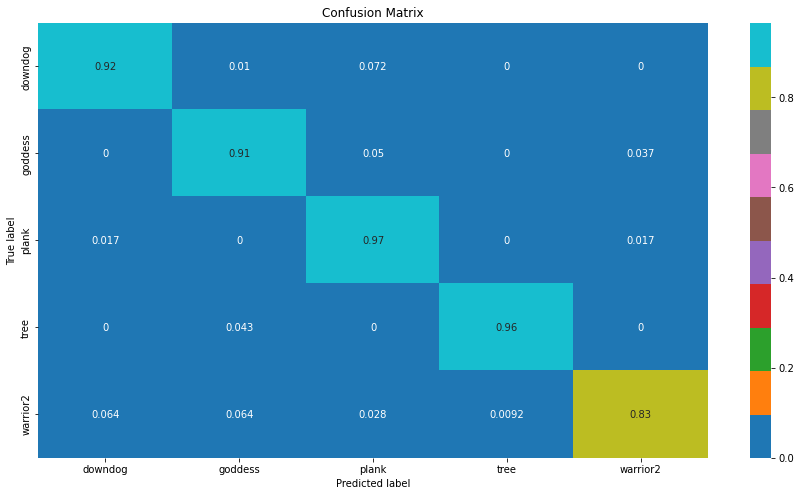 Confusion Matrix
downdog 0.92 0.01 0.072 0 0
goddess 0 0.91 0.05 0 0.037
plank 0.017 0 0.97 0 0.017
tree 0 0.043 0 0.96 0
warrior2 0.064 0.064 0.028 0.0092 0.83
downdog goddess plank tree warrior2
True label
Predicted label
0.8
0.6
0.4
0.2
0.0